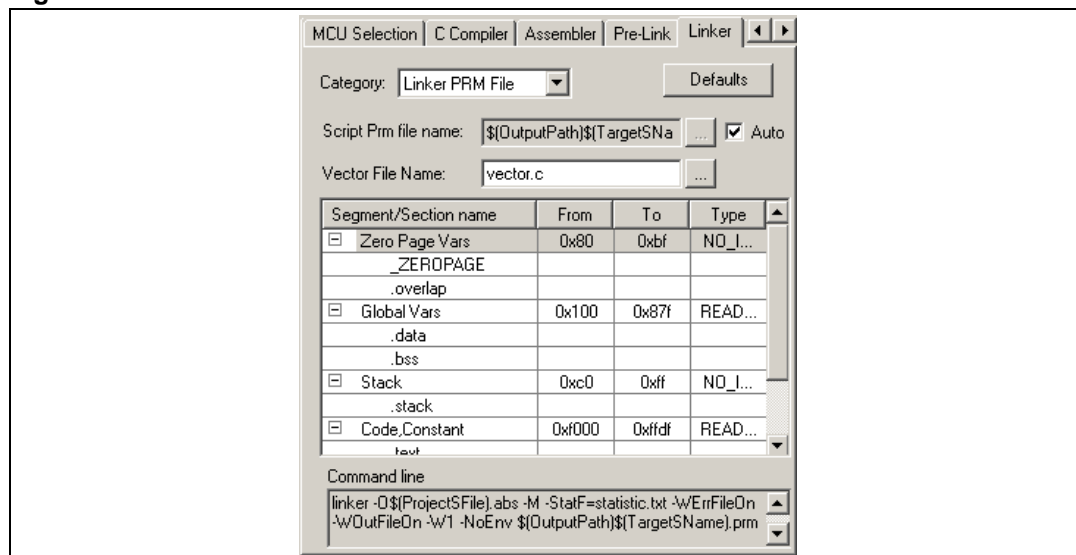 MCU Selection C Compiler Assembler Pre-Link Linker
Category: Linker PRM File Defaults
Script Prm file name: $(OutputPath)$(TargetSNa ... Auto
Vector File Name: vector.c ...
Segment/Section name From To Type
Zero Page Vars 0x80 0xbf NO_I...
_ZEROPAGE
.overlap
Global Vars 0x100 0x87f READ...
.data
.bss
Stack 0xc0 0xff NO_I...
.stack
Code,Constant 0xf000 0xffdf READ...
.text
Command line
linker -O$(ProjectSFile).abs -M -StatF=statistic.txt -WErrFileOn
-WOutFileOn -W1 -NoEnv $(OutputPath)$(TargetSName).prm